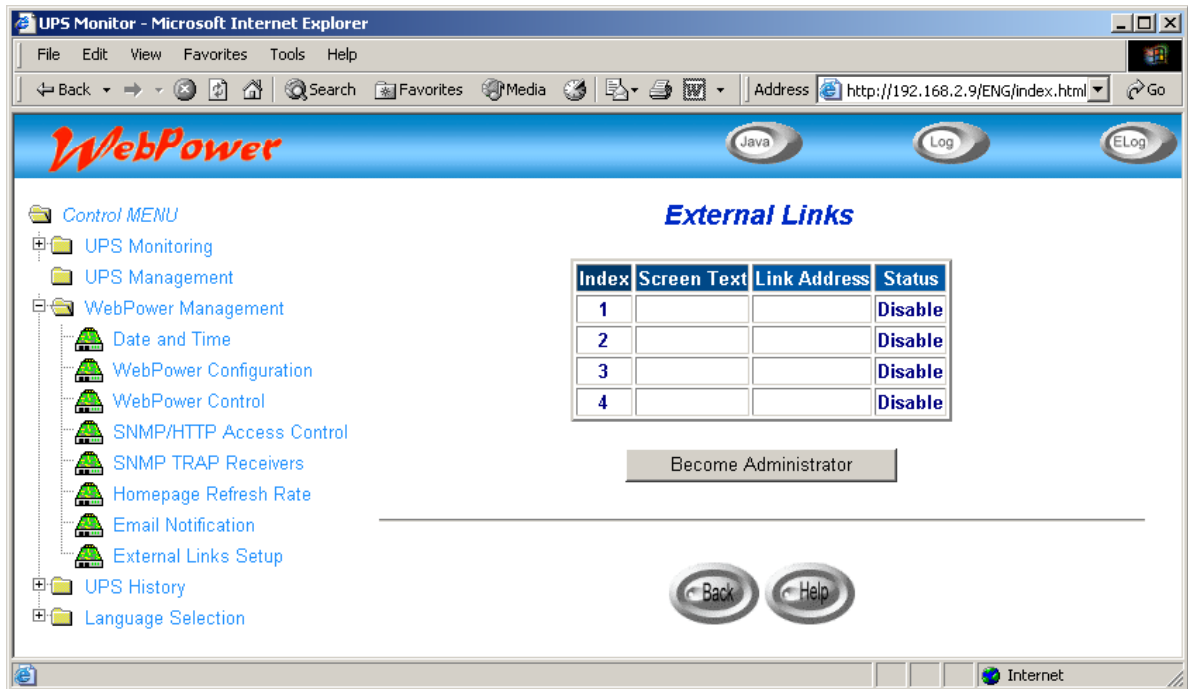 UPS Monitor - Microsoft Internet Explorer
File Edit View Favorites Tools Help
Back Search Favorites Media Address http://192.168.2.9/ENG/index.html Go
WebPower Java Log ELog
Control MENU
UPS Monitoring
UPS Management
WebPower Management
Date and Time
WebPower Configuration
WebPower Control
SNMP/HTTP Access Control
SNMP TRAP Receivers
Homepage Refresh Rate
Email Notification
External Links Setup
UPS History
Language Selection
External Links
Index Screen Text Link Address Status
1 Disable
2 Disable
3 Disable
4 Disable
Become Administrator
Back Help
Internet